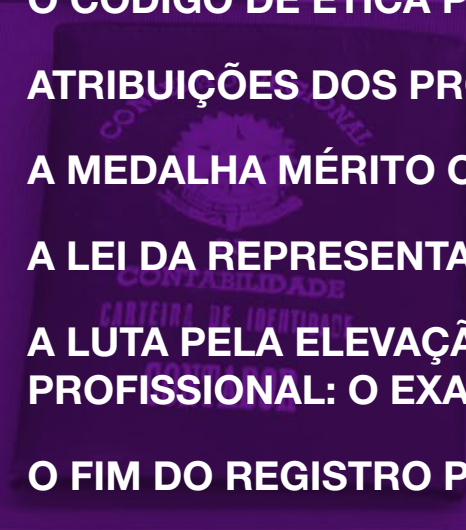 O CÓDIGO DE ÉTICA P
ATRIBUIÇÕES DOS PR
A MEDALHA MÉRITO
A LEI DA REPRESENTA
CONTABILIDADE
CARTEIRA DE IDENTIDADE
A LUTA PELA ELEVAÇÃ
CONTADOR
PROFISSIONAL: O EXA
O FIM DO REGISTRO P